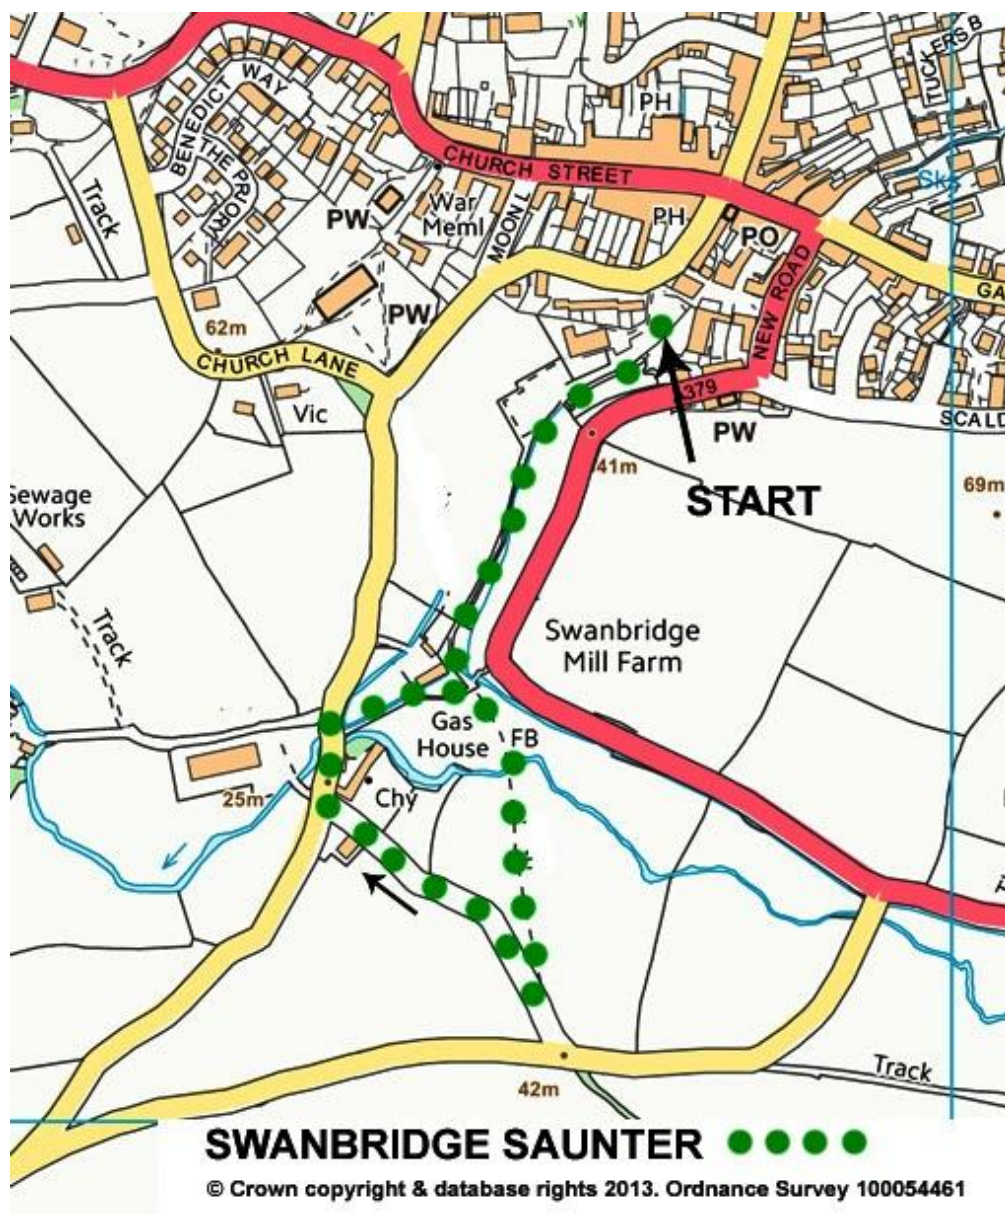 TUCKERS B
PH
WAY
BENEDICT
THE PRIORY
CHURCH STREET
Track
PW
War
Meml
MOON L
PH
PO
GA
NEW ROAD
PW
62m
CHURCH LANE
379
Vic
PW
SCALD
41m
START
69m
Sewage
Works
Track
Swanbridge
Mill Farm
Gas
House
FB
25m
Chy
Track
42m
SWANBRIDGE SAUNTER
© Crown copyright & database rights 2013. Ordnance Survey 100054461